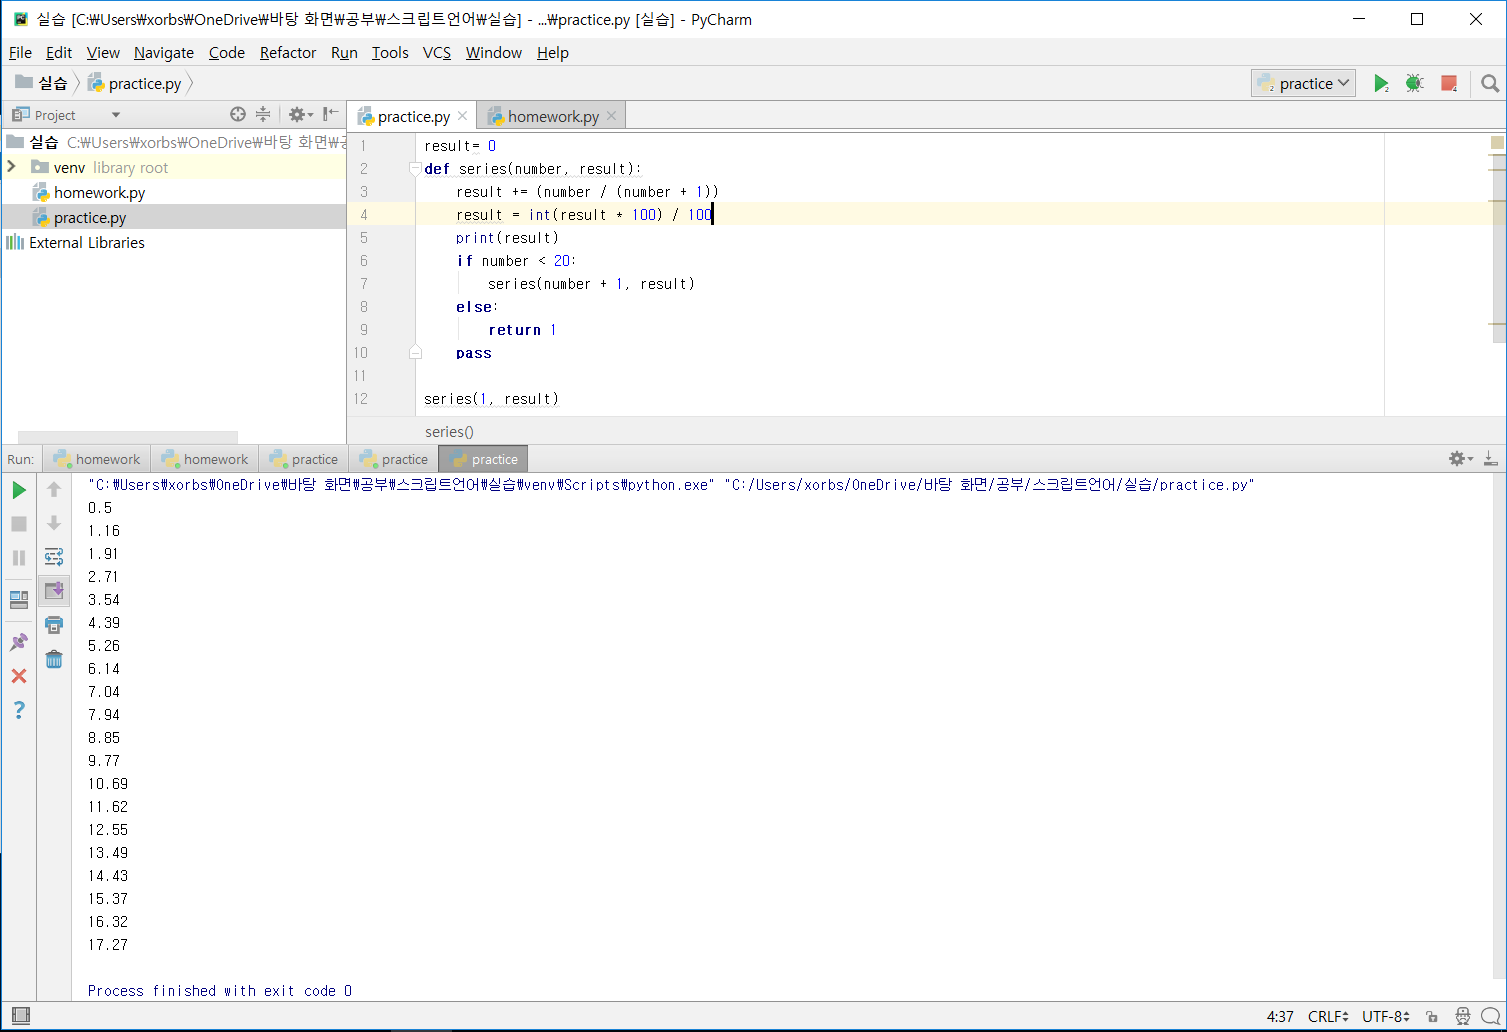 실습 [C:\Users\xorbs\OneDrive\바탕 화면\공부\스크립트언어\실습] - ...\practice.py [실습] - PyCharm
File Edit View Navigate Code Refactor Run Tools VCS Window Help
실습 practice.py
practice
Project
practice.py homework.py
실습 C:\Users\xorbs\OneDrive\바탕 화면\공
venv library root
homework.py
practice.py
External Libraries
1 result= 0
2 def series(number, result):
3 result += (number / (number + 1))
4 result = int(result * 100) / 100
5 print(result)
6 if number < 20:
7 series(number + 1, result)
8 else:
9 return 1
10 pass
11
12 series(1, result)
series()
Run: homework homework practice practice practice
"C:\Users\xorbs\OneDrive\바탕 화면\공부\스크립트언어\실습\venv\Scripts\python.exe" "C:/Users/xorbs/OneDrive/바탕 화면/공부/스크립트언어/실습/practice.py"
0.5
1.16
1.91
2.71
3.54
4.39
5.26
6.14
7.04
7.94
8.85
9.77
10.69
11.62
12.55
13.49
14.43
15.37
16.32
17.27
Process finished with exit code 0
4:37 CRLF UTF-8